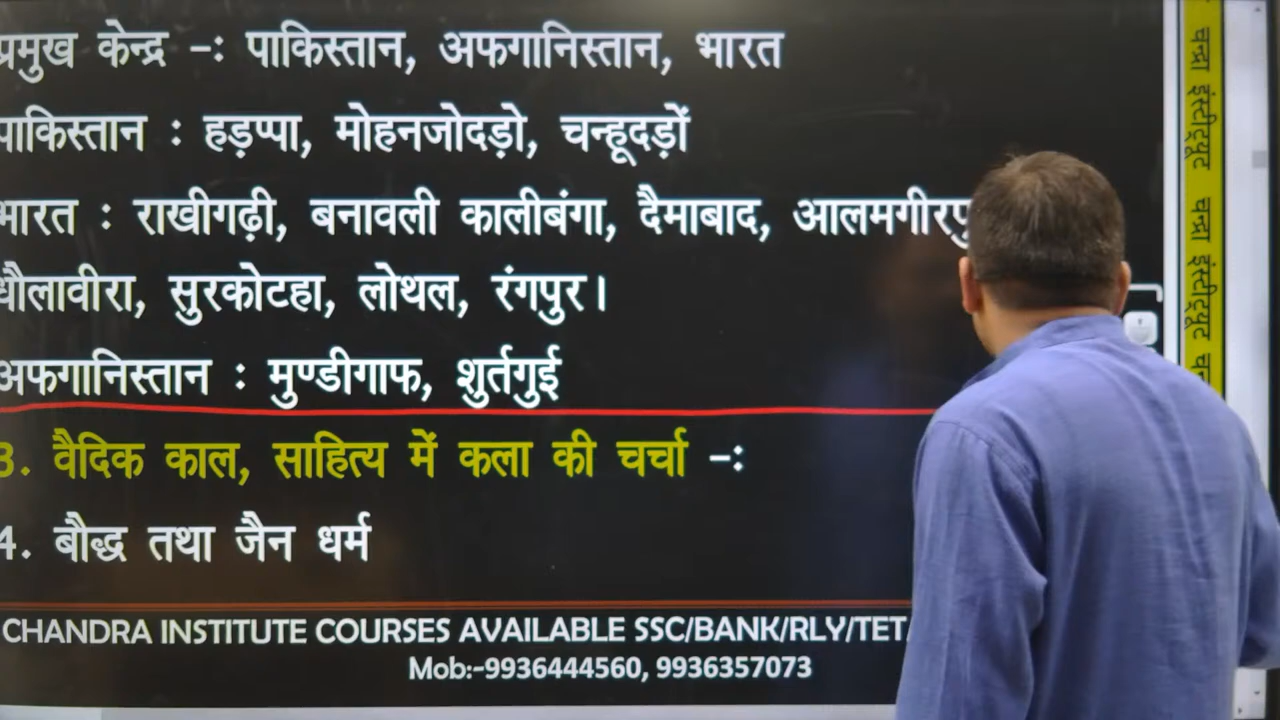 प्रमुख केन्द्र -: पाकिस्तान, अफगानिस्तान, भारत
पाकिस्तान : हड़प्पा, मोहनजोदड़ो, चन्हूदड़ों
भारत : राखीगढ़ी, बनावली कालीबंगा, दैमाबाद, आलमगीरपु
धौलावीरा, सुरकोटहा, लोथल, रंगपुर।
अफगानिस्तान : मुण्डीगाफ, शुर्तगुई
3. वैदिक काल, साहित्य में कला की चर्चा -:
4. बौद्ध तथा जैन धर्म
CHANDRA INSTITUTE COURSES AVAILABLE SSC/BANK/RLY/TET
Mob:-9936444560, 9936357073
चन्द्रा इंस्टीट्यूट चन्द्रा इंस्टीट्यूट